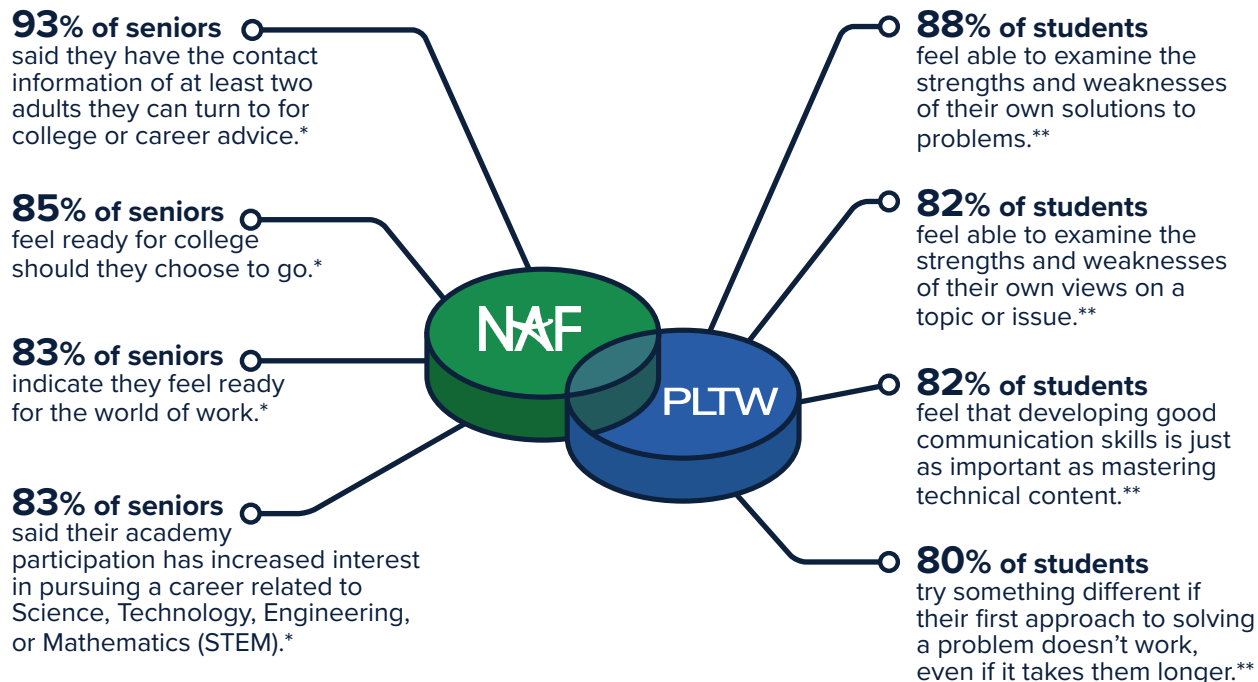 93% of seniors
said they have the contact
information of at least two
adults they can turn to for
college or career advice.*
85% of seniors
feel ready for college
should they choose to go.*
83% of seniors
indicate they feel ready
for the world of work.*
83% of seniors
said their academy
participation has increased interest
in pursuing a career related to
Science, Technology, Engineering,
or Mathematics (STEM).*
NAF
PLTW
88% of students
feel able to examine the
strengths and weaknesses
of their own solutions to
problems.**
82% of students
feel able to examine the
strengths and weaknesses
of their own views on a
topic or issue.**
82% of students
feel that developing good
communication skills is just
as important as mastering
technical content.**
80% of students
try something different if
their first approach to solving
a problem doesn’t work,
even if it takes them longer.**